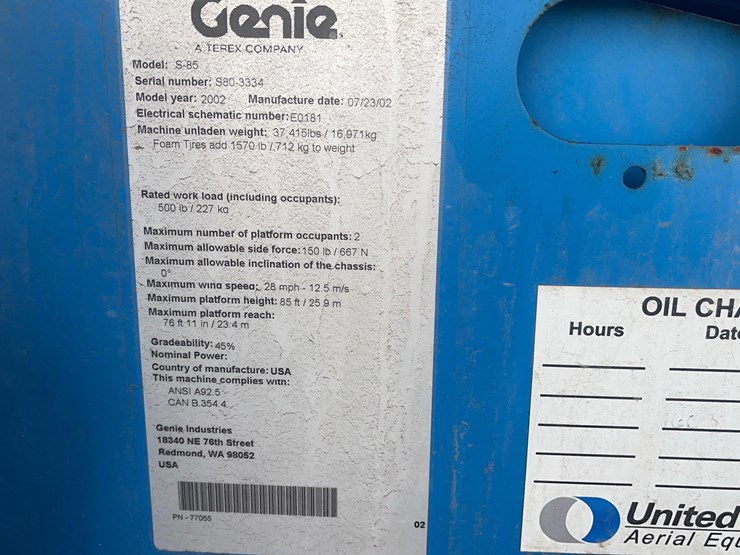 Genie
A TEREX COMPANY
Model: S-85
Serial number: S80-3334
Model year: 2002 Manufacture date: 07/23/02
Electrical schematic number: E0181
Machine unladen weight: 37,415lbs / 16,971kg
Foam Tires add 1570 lb / 712 kg to weight
Rated work load (including occupants):
500 lb / 227 kg
Maximum number of platform occupants: 2
Maximum allowable side force: 150 lb / 667 N
Maximum allowable inclination of the chassis:
0°
Maximum wind speed: 28 mph - 12.5 m/s
Maximum platform height: 85 ft / 25.9 m
Maximum platform reach:
76 ft 11 in / 23.4 m
Gradeability: 45%
Nominal Power:
Country of manufacture: USA
This machine complies with:
ANSI A92.5
CAN B.354.4
Genie Industries
18340 NE 76th Street
Redmond, WA 98052
USA
PN - 77055
02
OIL CHA
Hours Date
United
Aerial Equ